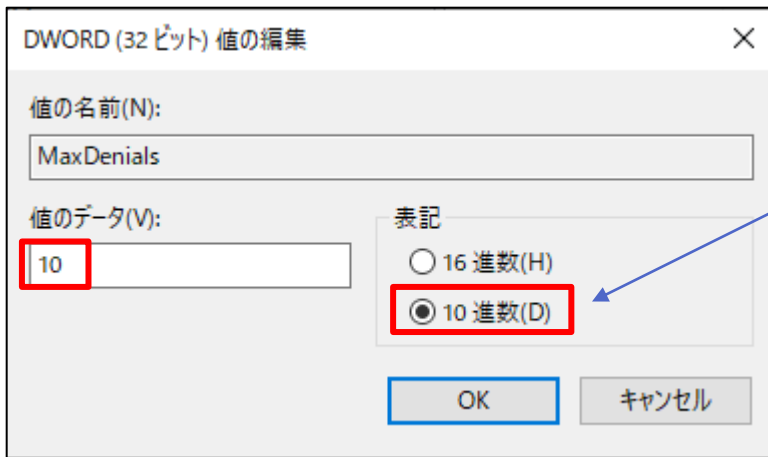 DWORD (32 ビット) 値の編集
値の名前(N):
MaxDenials
値のデータ(V):
10
表記
16 進数(H)
10 進数(D)
OK
キャンセル